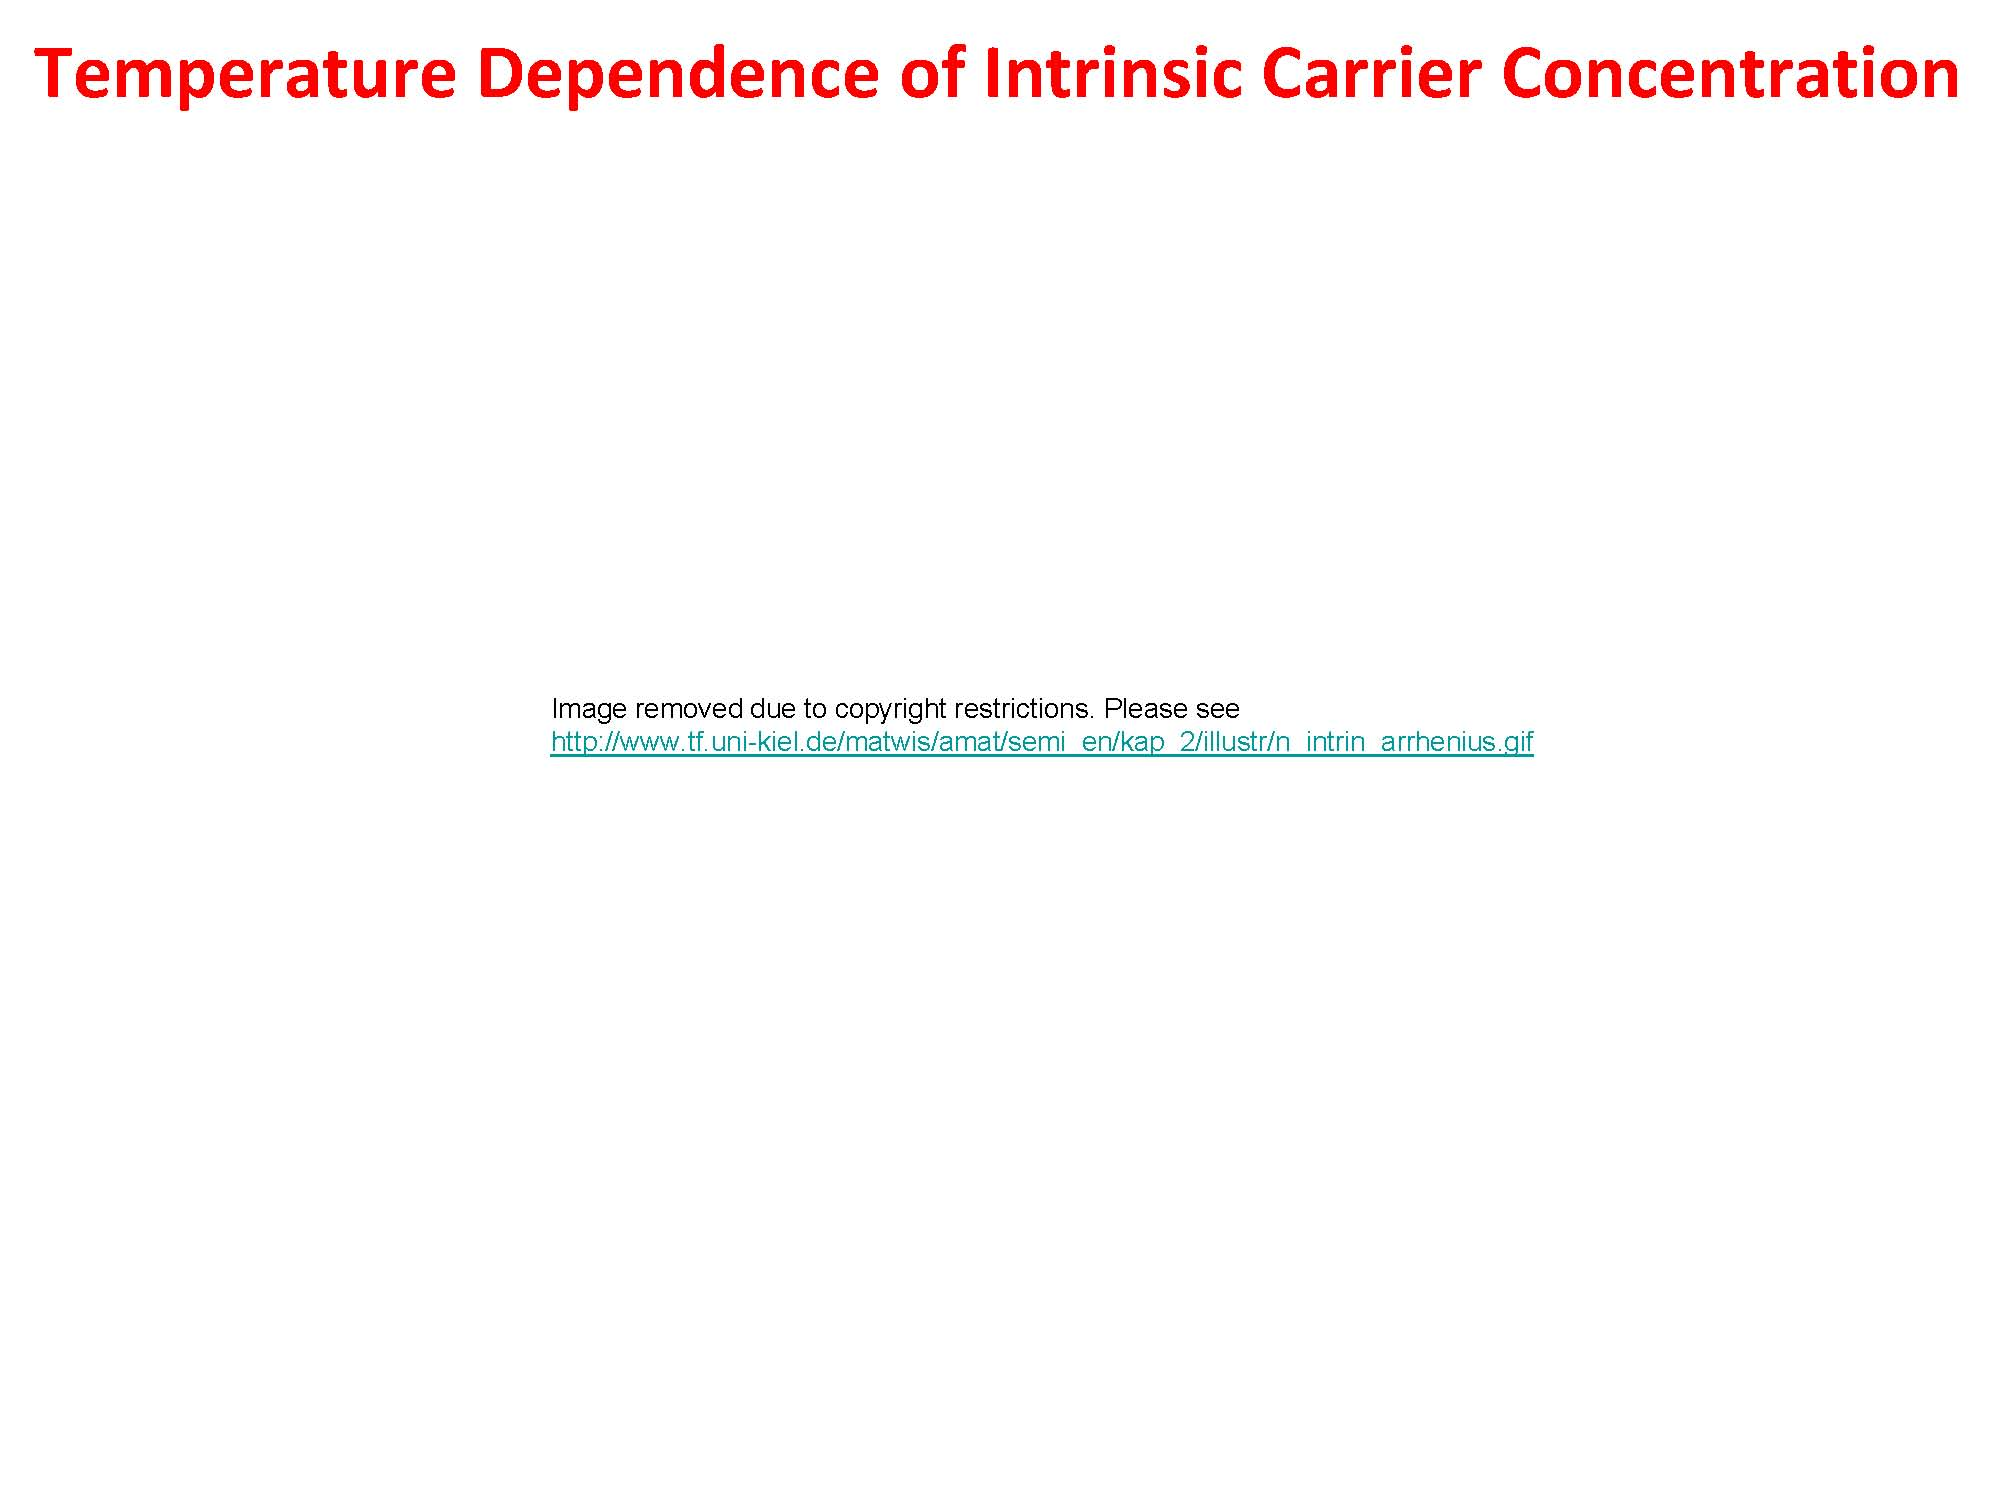 Temperature Dependence of Intrinsic Carrier Concentration
Image removed due to copyright restrictions. Please see
http://www.tf.uni-kiel.de/matwis/amat/semi_en/kap_2/illustr/n_intrin_arrhenius.gif